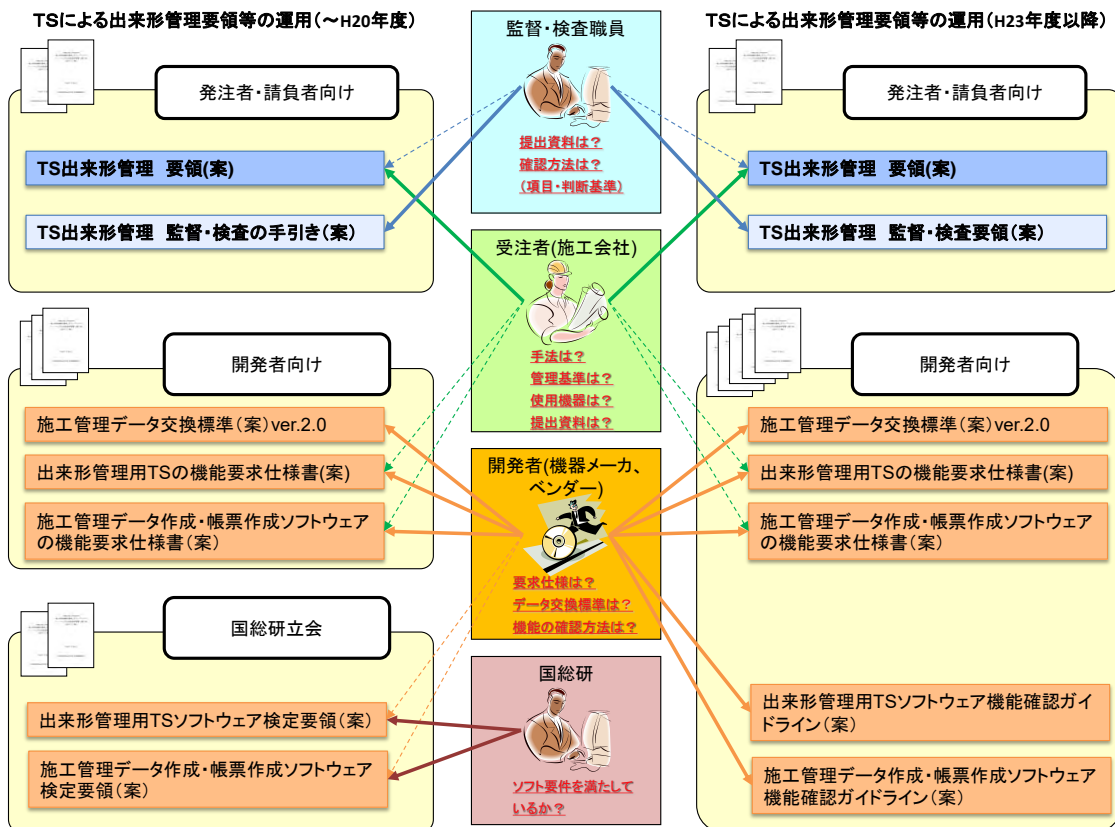 TSによる出来形管理要領等の運用(～H20年度)
発注者・請負者向け
TS出来形管理 要領(案)
TS出来形管理 監督・検査の手引き(案)
開発者向け
施工管理データ交換標準(案)ver.2.0
出来形管理用TSの機能要求仕様書(案)
施工管理データ作成・帳票作成ソフトウェア
の機能要求仕様書(案)
国総研立会
出来形管理用TSソフトウェア検定要領(案)
施工管理データ作成・帳票作成ソフトウェア
検定要領(案)
監督・検査職員
提出資料は？
確認方法は？
(項目・判断基準)
受注者(施工会社)
手法は？
管理基準は？
使用機器は？
提出資料は？
開発者(機器メーカ、
ベンダー)
要求仕様は？
データ交換標準は？
機能の確認方法は？
国総研
ソフト要件を満たして
いるか？
TSによる出来形管理要領等の運用(H23年度以降)
発注者・請負者向け
TS出来形管理 要領(案)
TS出来形管理 監督・検査要領(案)
開発者向け
施工管理データ交換標準(案)ver.2.0
出来形管理用TSの機能要求仕様書(案)
施工管理データ作成・帳票作成ソフトウェア
の機能要求仕様書(案)
出来形管理用TSソフトウェア機能確認ガイ
ドライン(案)
施工管理データ作成・帳票作成ソフトウェア
機能確認ガイドライン(案)